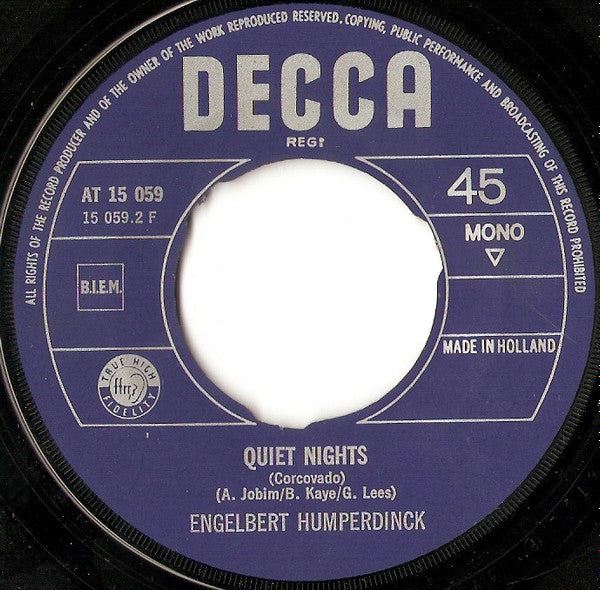 ALL RIGHTS OF THE RECORD PRODUCER AND OF THE OWNER OF THE WORK REPRODUCED RESERVED. COPYING, PUBLIC PERFORMANCE AND BROADCASTING OF THIS RECORD PROHIBITED
DECCA
REGD
AT 15 059
15 059.2 F
45
MONO
B.I.E.M.
MADE IN HOLLAND
TRUE HIGH
ffrr
FIDELITY
QUIET NIGHTS
(Corcovado)
(A. Jobim/B. Kaye/G. Lees)
ENGELBERT HUMPERDINCK